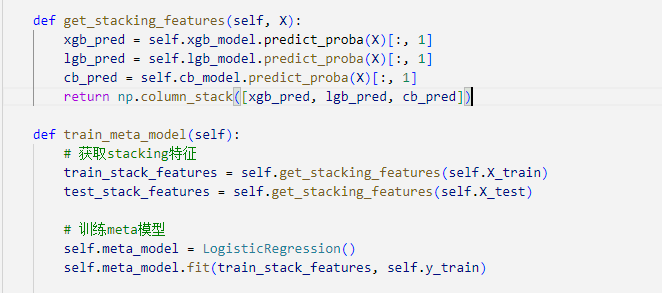 def get_stacking_features(self, X):
xgb_pred = self.xgb_model.predict_proba(X)[:, 1]
lgb_pred = self.lgb_model.predict_proba(X)[:, 1]
cb_pred = self.cb_model.predict_proba(X)[:, 1]
return np.column_stack([xgb_pred, lgb_pred, cb_pred])
def train_meta_model(self):
# 获取stacking特征
train_stack_features = self.get_stacking_features(self.X_train)
test_stack_features = self.get_stacking_features(self.X_test)
# 训练meta模型
self.meta_model = LogisticRegression()
self.meta_model.fit(train_stack_features, self.y_train)